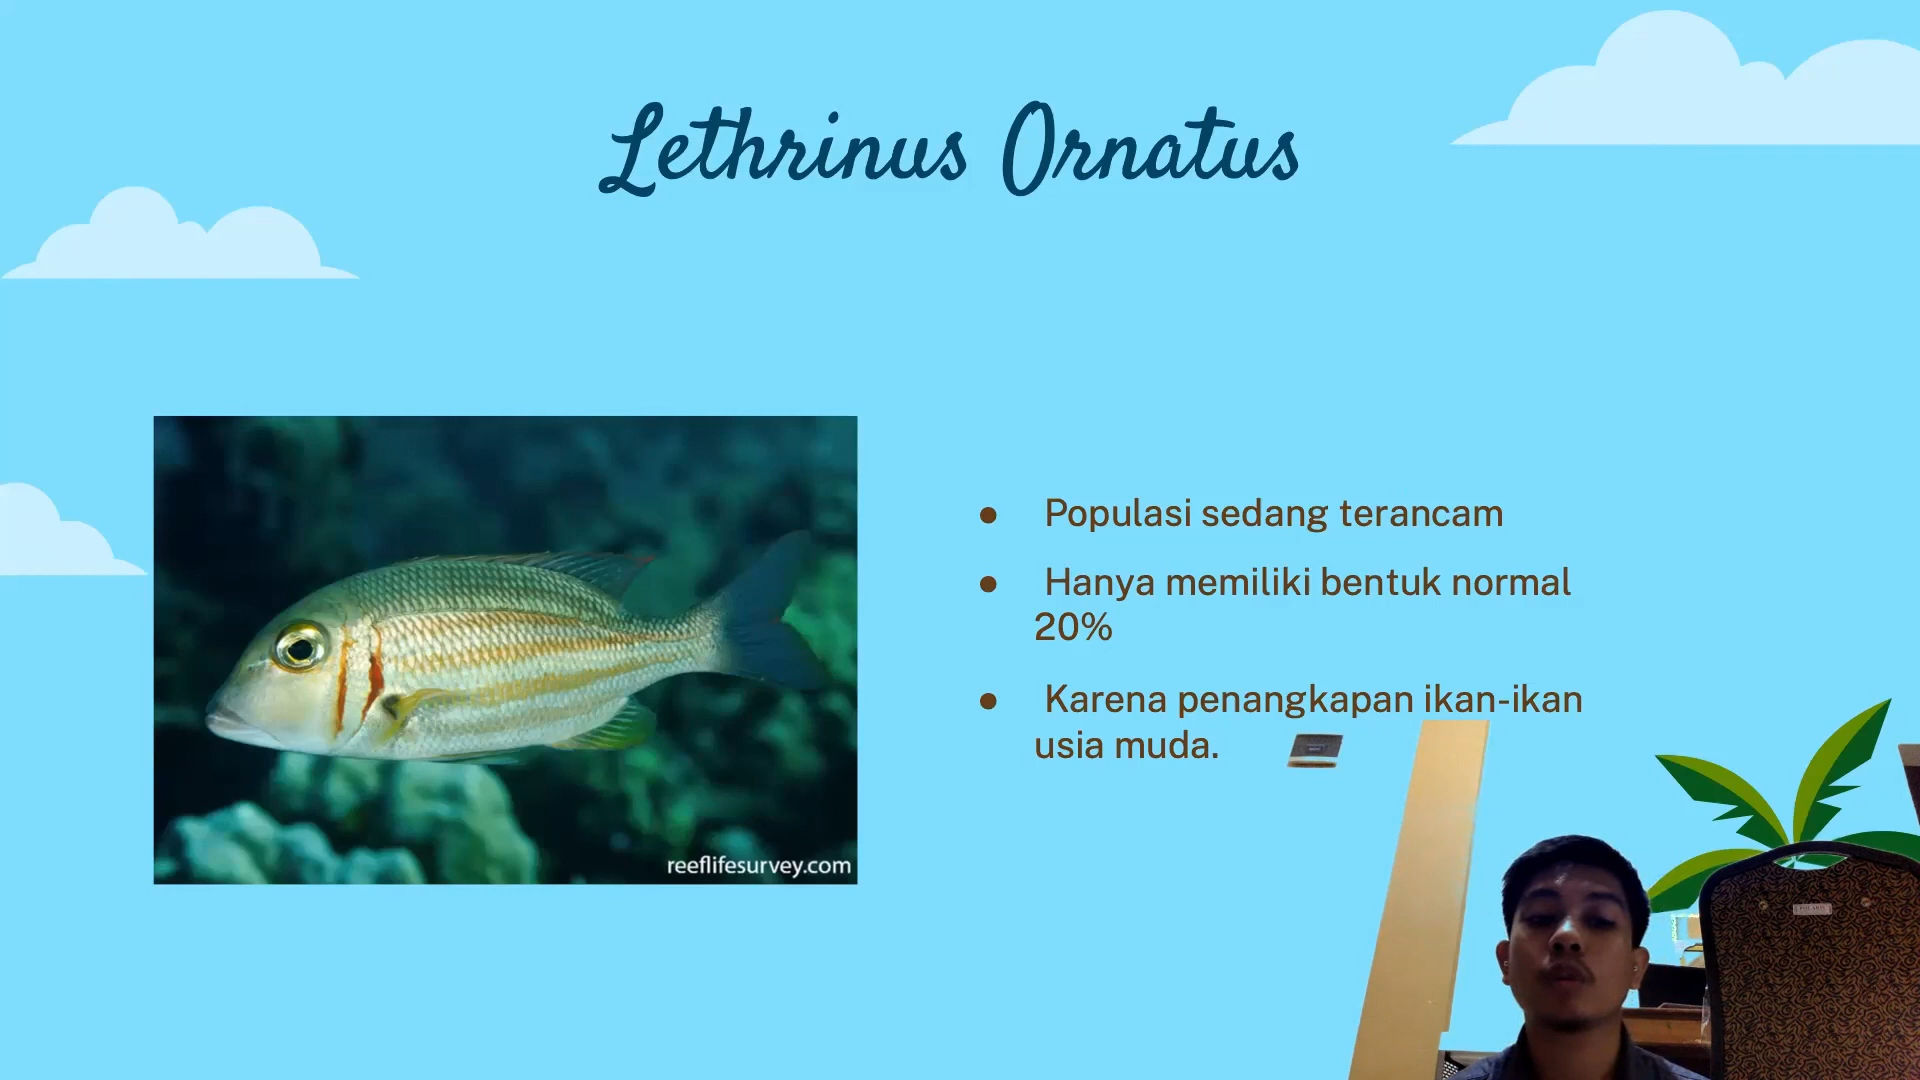 Lethrinus Ornatus
● Populasi sedang terancam
● Hanya memiliki bentuk normal
20%
● Karena penangkapan ikan-ikan
usia muda.
reeflifesurvey.com